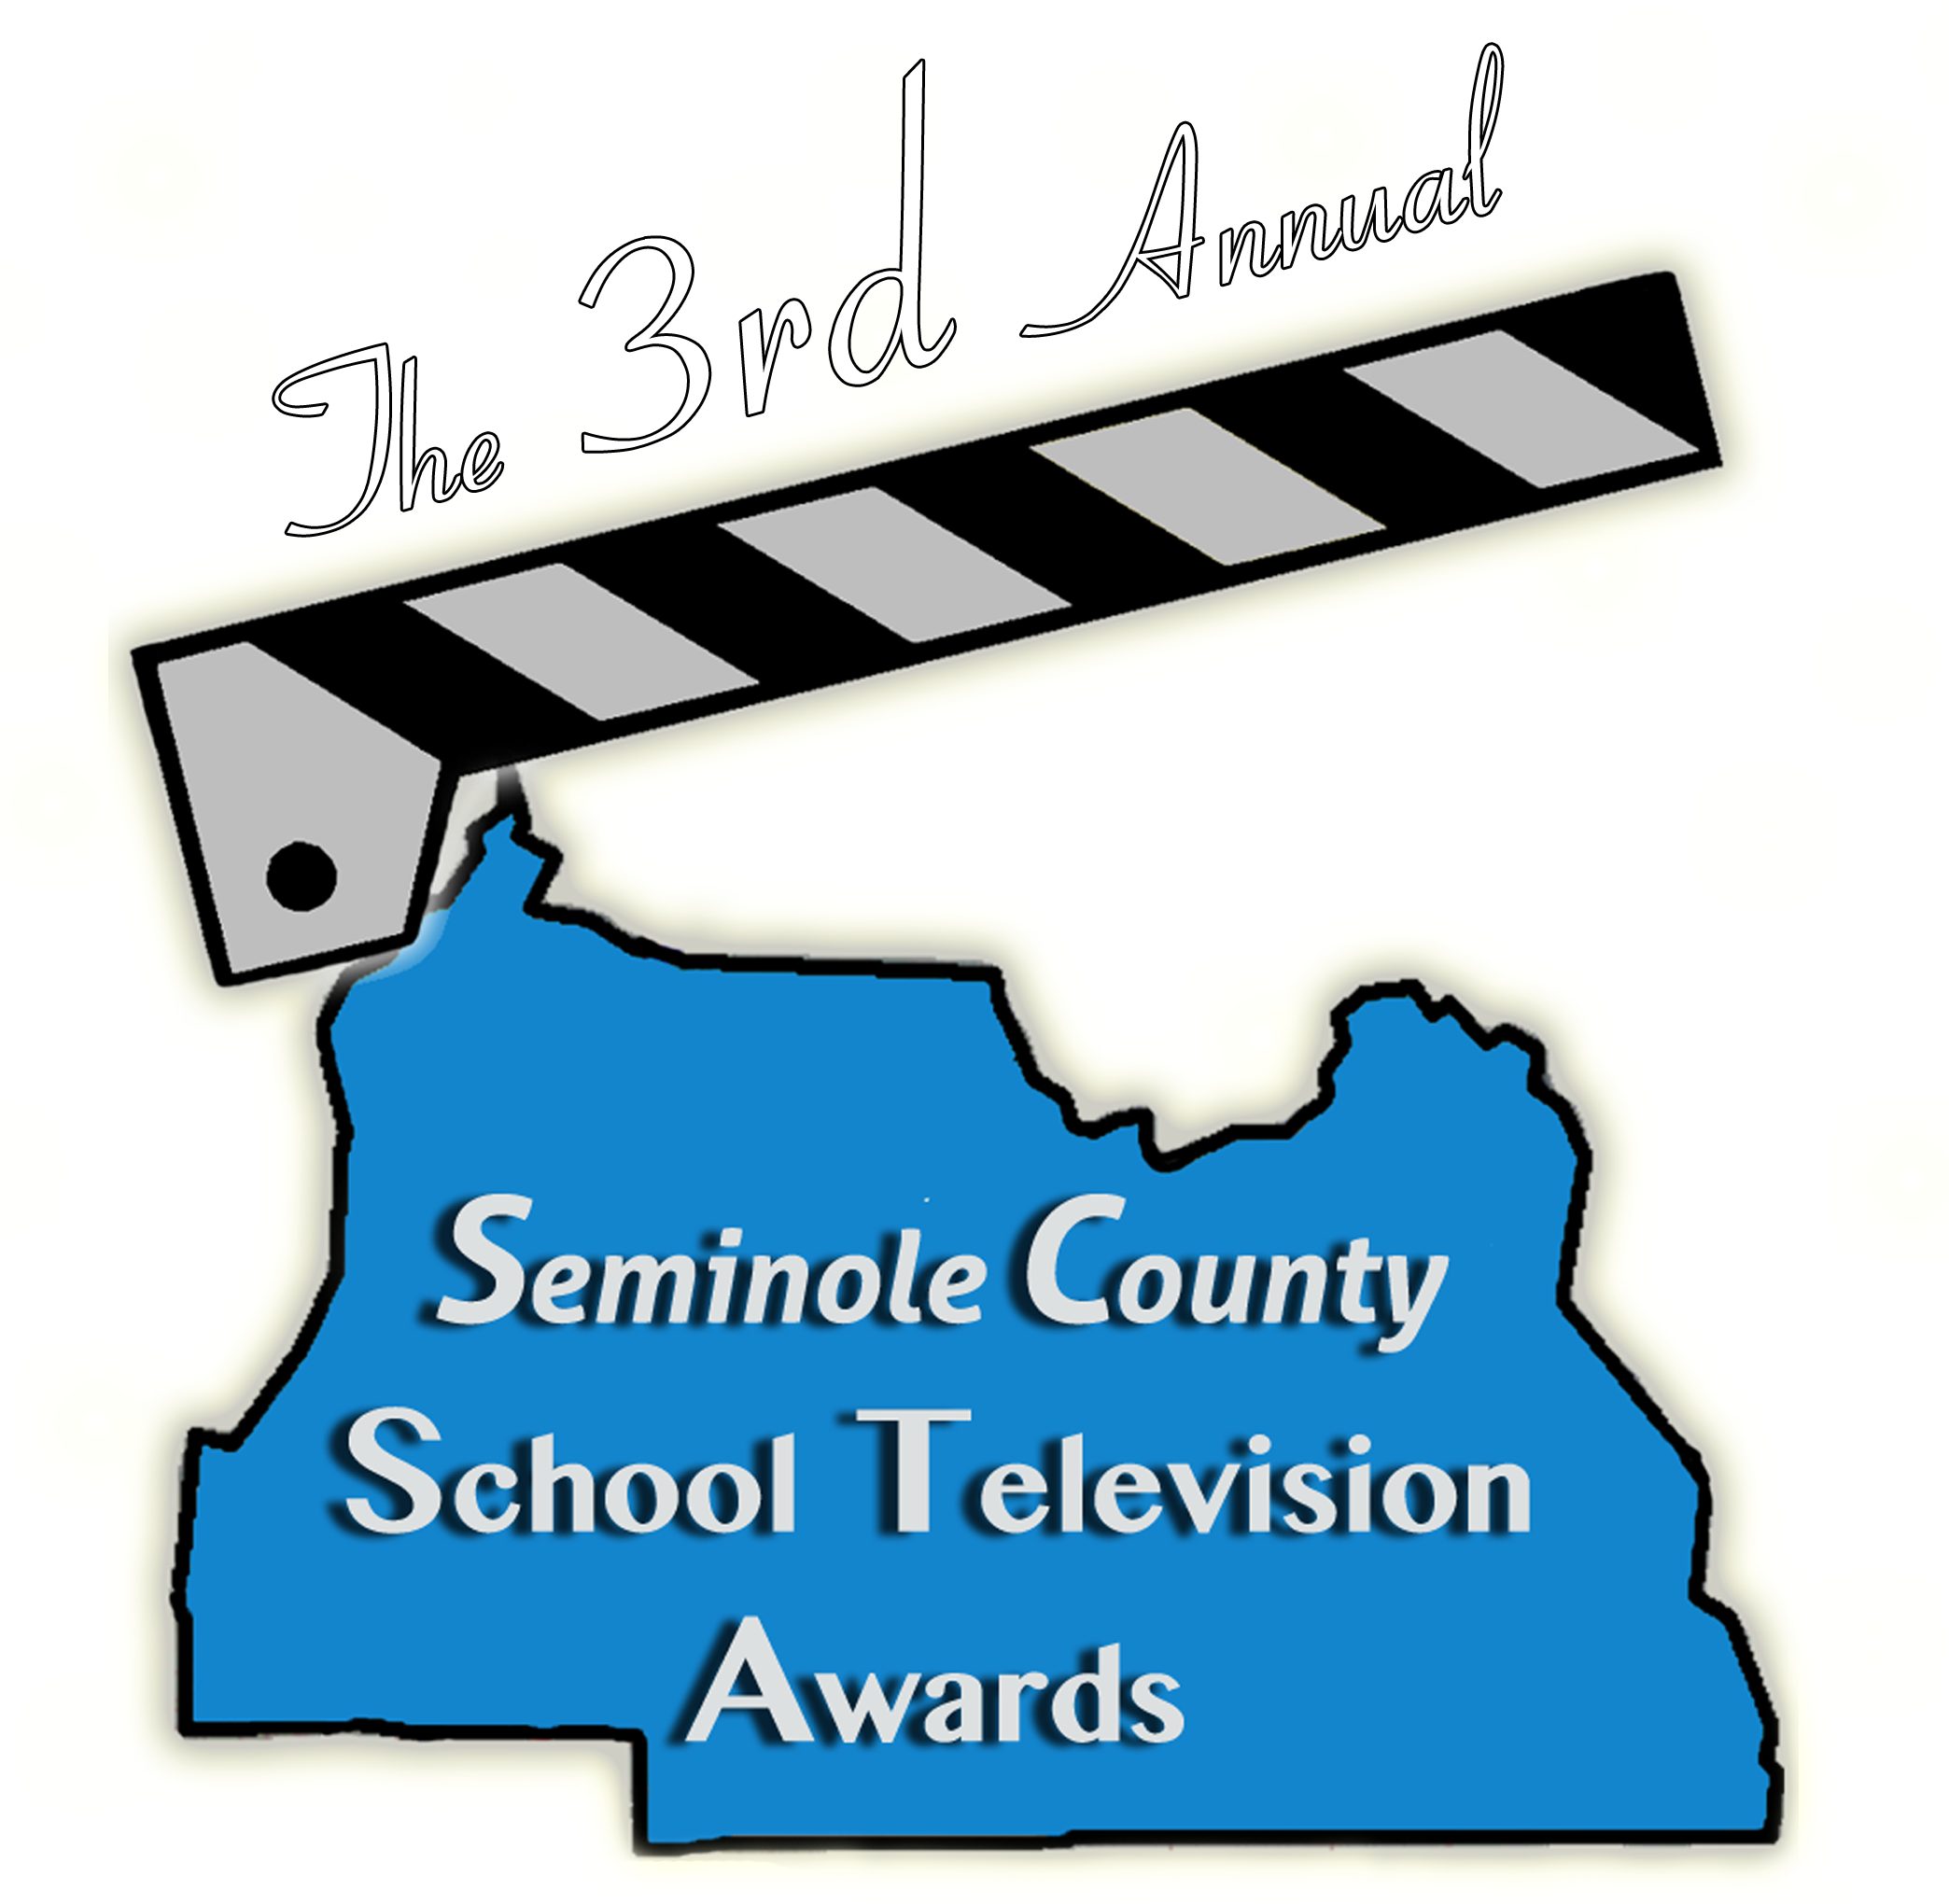 The 3rd Annual
Seminole County
School Television
Awards